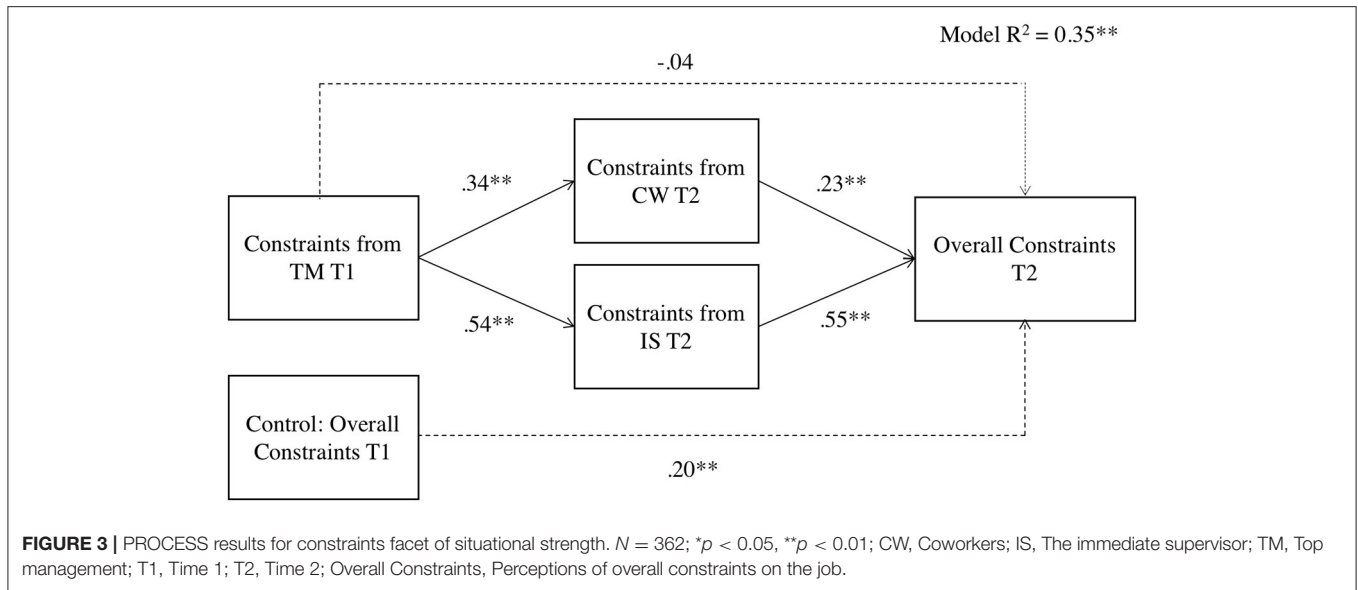 Model R² = 0.35**
-.04
Constraints from
CW T2
.34**
.23**
Constraints from
TM T1
Overall Constraints
T2
.54**
Constraints from
IS T2
.55**
Control: Overall
Constraints T1
.20**
FIGURE 3 | PROCESS results for constraints facet of situational strength. N = 362; *p < 0.05, **p < 0.01; CW, Coworkers; IS, The immediate supervisor; TM, Top
management; T1, Time 1; T2, Time 2; Overall Constraints, Perceptions of overall constraints on the job.